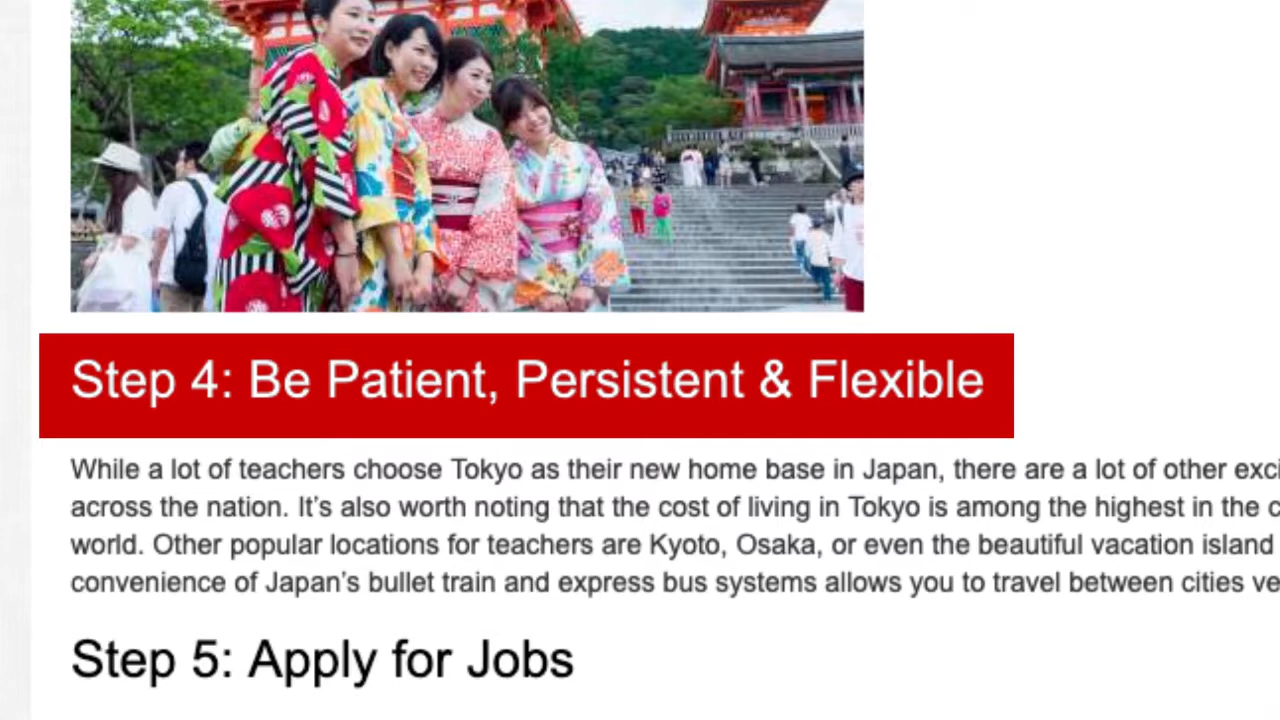 Step 4: Be Patient, Persistent & Flexible
While a lot of teachers choose Tokyo as their new home base in Japan, there are a lot of other
across the nation. It’s also worth noting that the cost of living in Tokyo is among the highest in the
world. Other popular locations for teachers are Kyoto, Osaka, or even the beautiful vacation island
convenience of Japan’s bullet train and express bus systems allows you to travel between cities
Step 5: Apply for Jobs